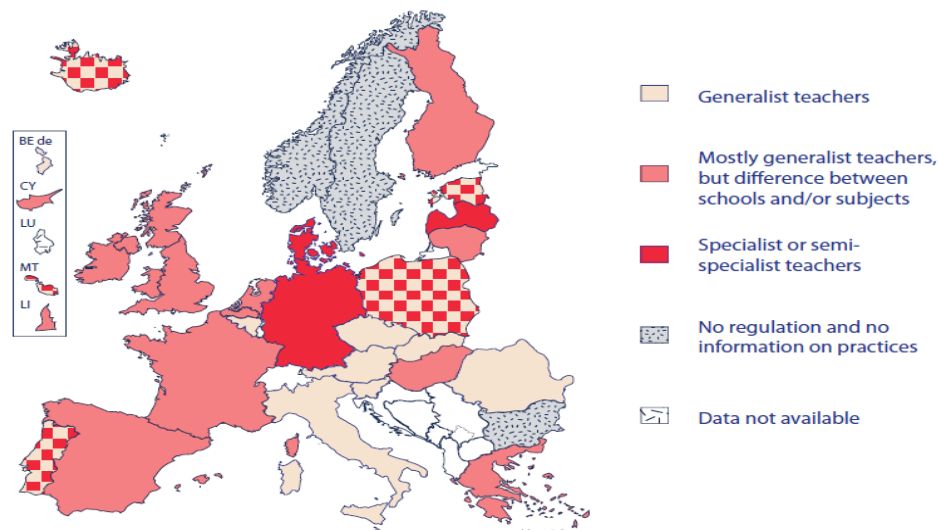 BE de
CY
LU
MT
LI
Generalist teachers
Mostly generalist teachers,
but difference between
schools and/or subjects
Specialist or semi-
specialist teachers
No regulation and no
information on practices
Data not available